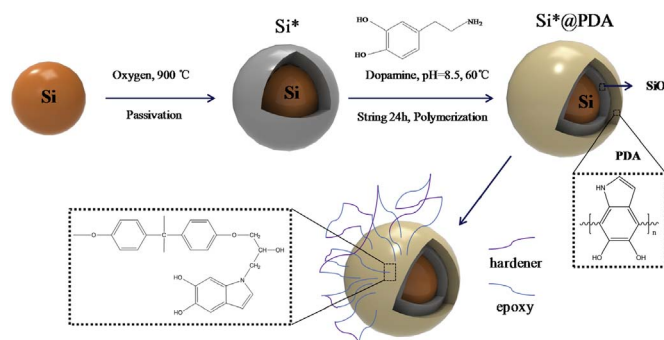 Si
Oxygen, 900 ℃
Passivation
Si*
Si
HO
HO
NH₂
Dopamine, pH=8.5, 60℃
String 24h, Polymerization
Si*@PDA
Si
SiO
PDA
HN
n
HO
OH
O
O
OH
N
HO
HO
hardener
epoxy